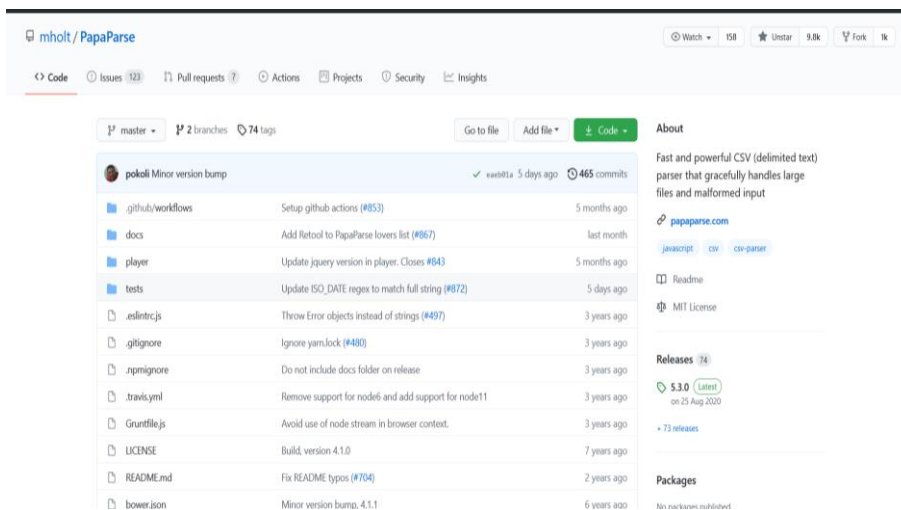 mholt / PapaParse
Watch 158 Unstar 9.8k Fork 1k
Code Issues 123 Pull requests 7 Actions Projects Security Insights
master 2 branches 74 tags Go to file Add file Code
pokoli Minor version bump 5 days ago 465 commits
.github/workflows Setup github actions (#853) 5 months ago
docs Add Retool to PapaParse lovers list (#867) last month
player Update jquery version in player. Closes #843 5 months ago
tests Update ISO_DATE regex to match full string (#872) 5 days ago
.eslintrc.js Throw Error objects instead of strings (#497) 3 years ago
.gitignore Ignore yarn.lock (#480) 3 years ago
.npmignore Do not include docs folder on release 3 years ago
.travis.yml Remove support for node6 and add support for node11 3 years ago
Gruntfile.js Avoid use of node stream in browser context. 3 years ago
LICENSE Build, version 4.1.0 7 years ago
README.md Fix README typos (#704) 2 years ago
bower.json Minor version bump, 4.1.1 6 years ago
About
Fast and powerful CSV (delimited text)
parser that gracefully handles large
files and malformed input
papaparse.com
javascript csv csv-parser
Readme
MIT License
Releases 74
5.3.0 Latest
on 25 Aug 2020
+ 73 releases
Packages
No packages published